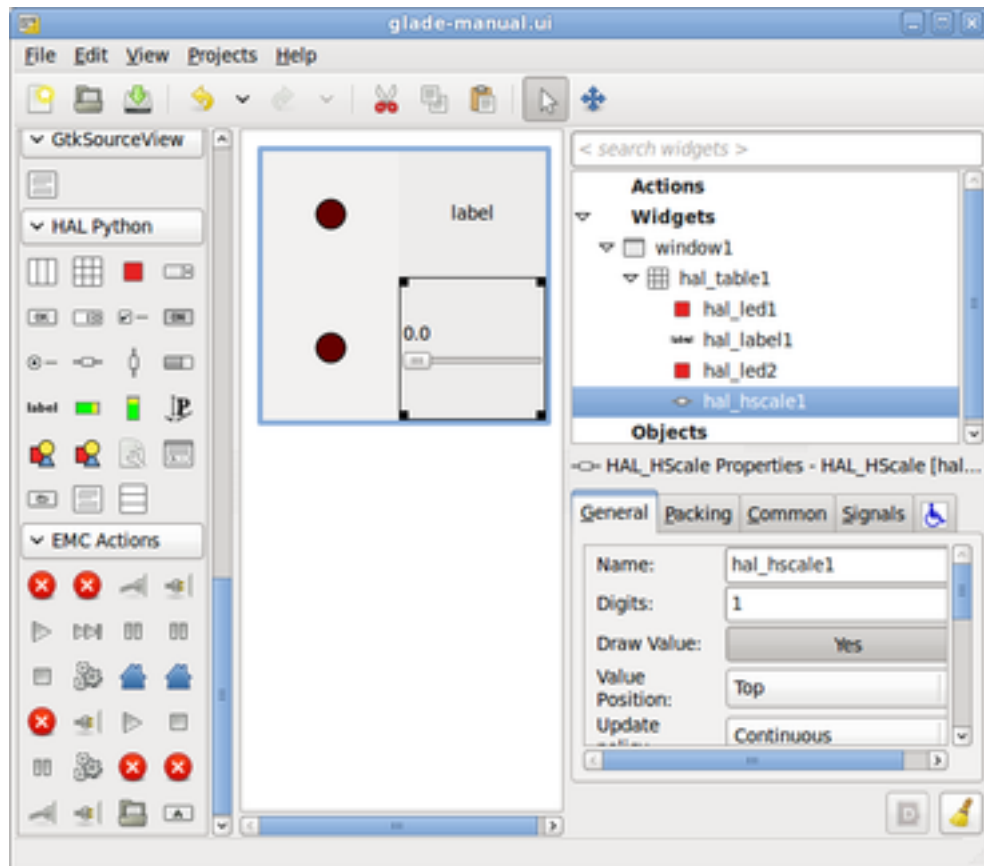 glade-manual.ui
File Edit View Projects Help
GtkSourceView
HAL Python
label
EMC Actions
label
0.0
< search widgets >
Actions
Widgets
window1
hal_table1
hal_led1
hal_label1
hal_led2
hal_hscale1
Objects
HAL_HScale Properties - HAL_HScale [hal...
General Packing Common Signals
Name: hal_hscale1
Digits: 1
Draw Value: Yes
Value
Position: Top
Update
Continuous